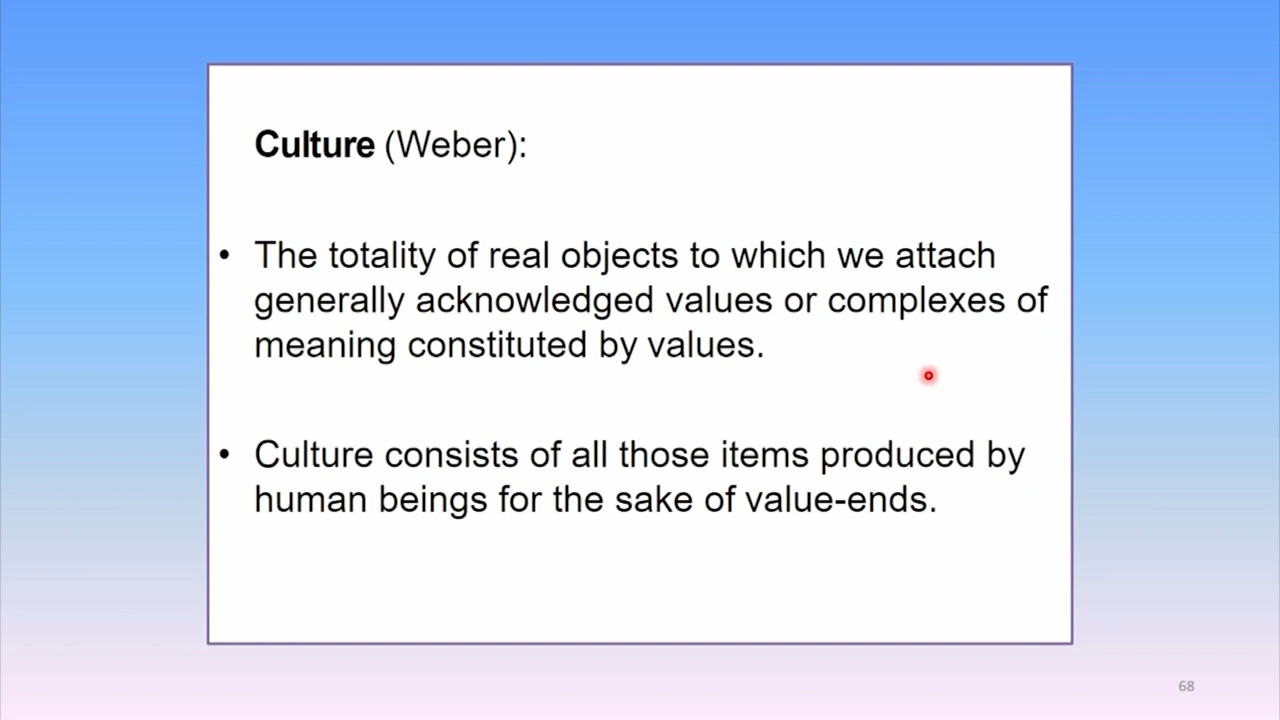 Culture (Weber):
• The totality of real objects to which we attach
generally acknowledged values or complexes of
meaning constituted by values.
• Culture consists of all those items produced by
human beings for the sake of value-ends.
68